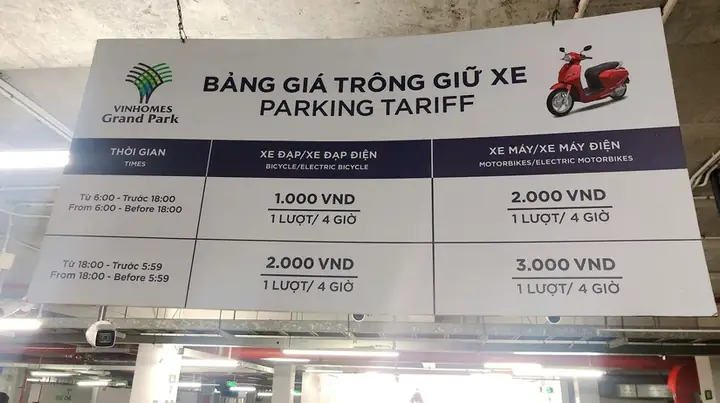 VINHOMES
Grand Park
BẢNG GIÁ TRÔNG GIỮ XE
PARKING TARIFF
THỜI GIAN
TIMES
XE ĐẠP/XE ĐẠP ĐIỆN
BICYCLE/ELECTRIC BICYCLE
XE MÁY/XE MÁY ĐIỆN
MOTORBIKES/ELECTRIC MOTORBIKES
Từ 6:00 - Trước 18:00
From 6:00 - Before 18:00
1.000 VND
1 LƯỢT/ 4 GIỜ
2.000 VND
1 LƯỢT/ 4 GIỜ
Từ 18:00 - Trước 5:59
From 18:00 - Before 5:59
2.000 VND
1 LƯỢT/ 4 GIỜ
3.000 VND
1 LƯỢT/ 4 GIỜ